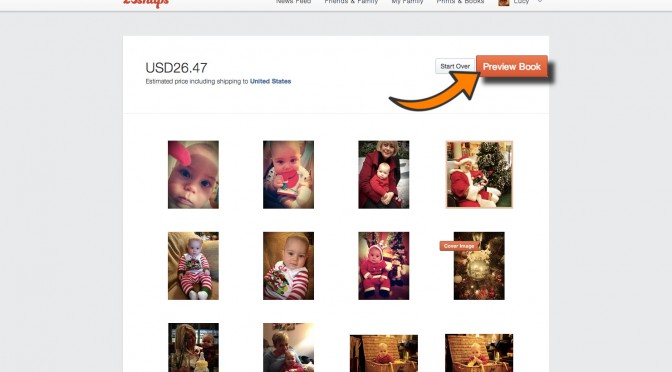 23snaps
News Feed Friends & Family My Family Prints & Books Lucy
USD26.47
Start Over
Preview Book
Estimated price including shipping to United States
Cover Image